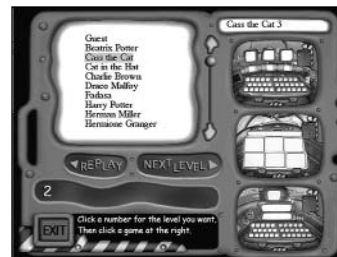 Guest
Beatrix Potter
Cass the Cat
Cat in the Hat
Charlie Brown
Draco Malfoy
Fadasa
Harry Potter
Herman Miller
Hermione Granger
Cass the Cat 3
REPLAY
NEXT LEVEL
2
EXIT
Click a number for the level you want.
Then click a game at the right.